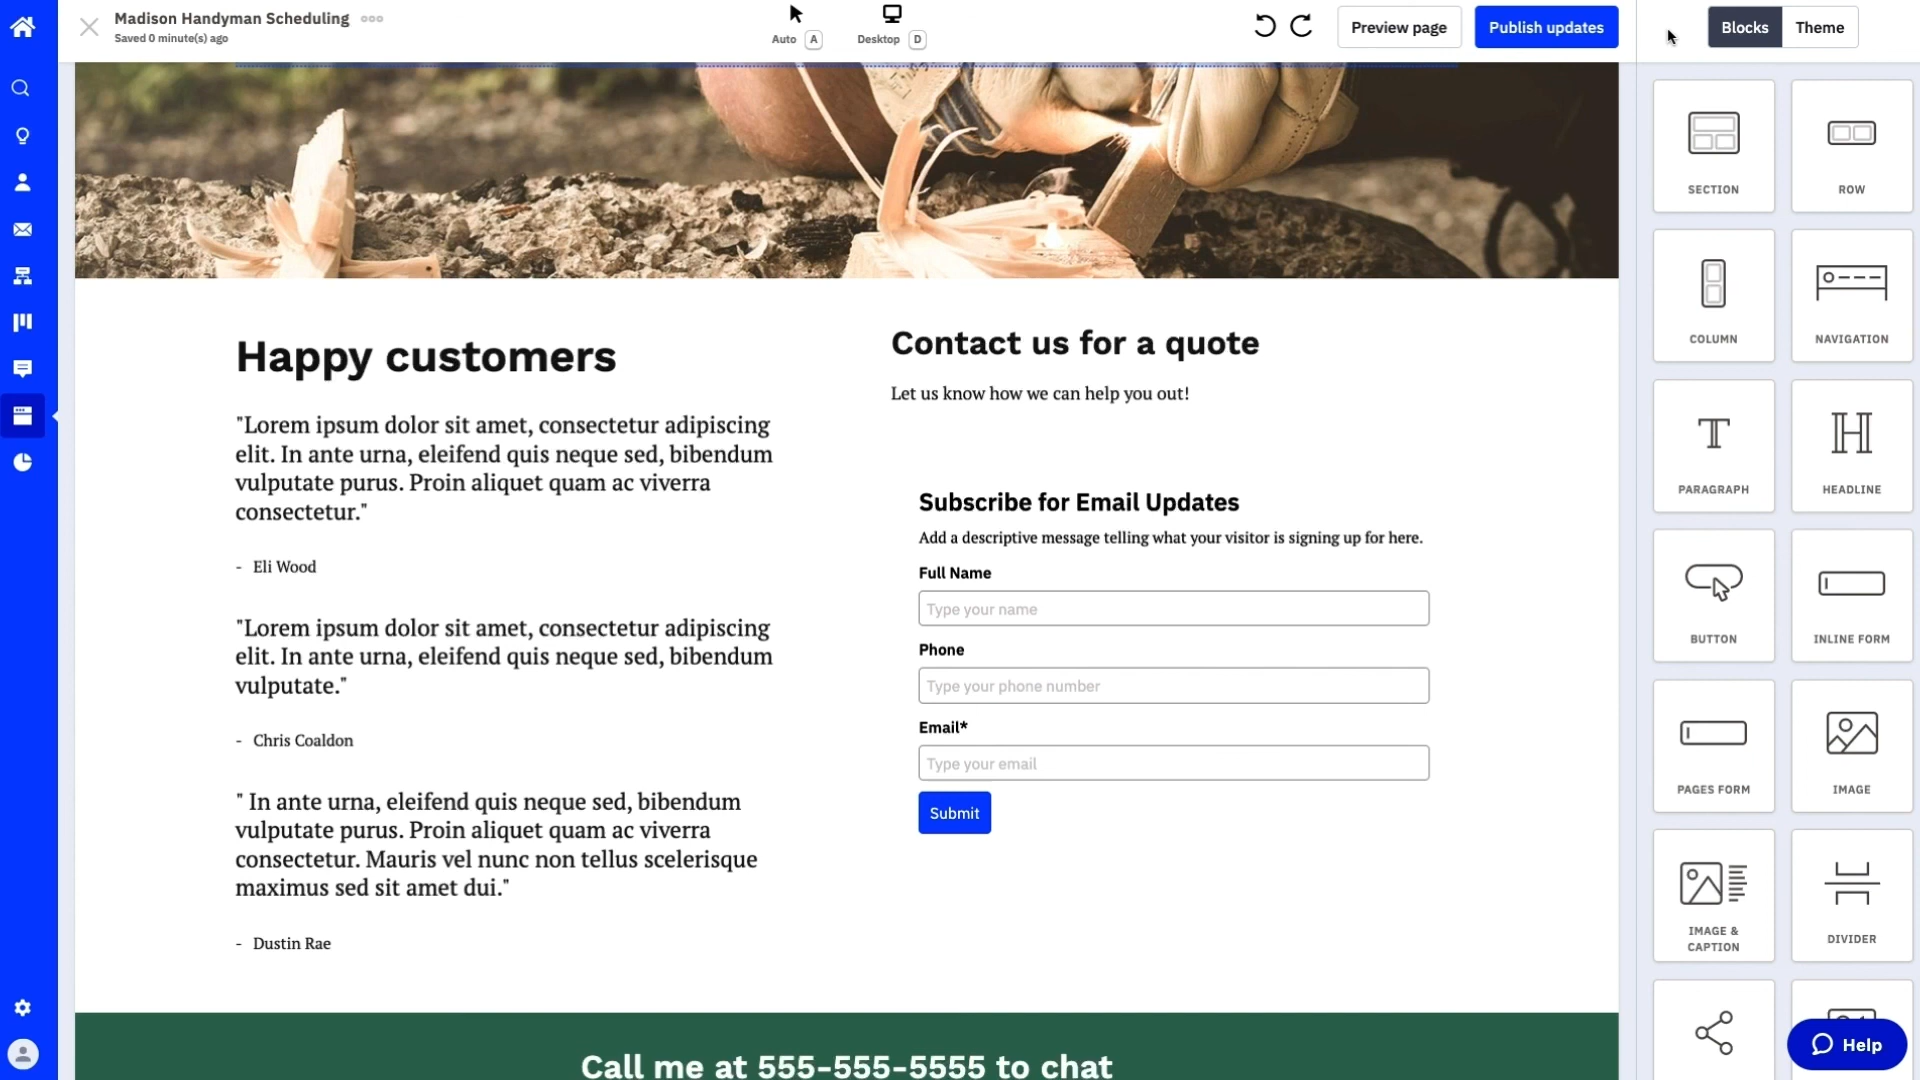 Madison Handyman Scheduling
Saved 0 minute(s) ago
Auto A
Desktop D
Preview page
Publish updates
Blocks
Theme
SECTION
ROW
COLUMN
NAVIGATION
PARAGRAPH
HEADLINE
BUTTON
INLINE FORM
PAGES FORM
IMAGE
IMAGE &
CAPTION
DIVIDER
Help
Happy customers
"Lorem ipsum dolor sit amet, consectetur adipiscing
elit. In ante urna, eleifend quis neque sed, bibendum
vulputate purus. Proin aliquet quam ac viverra
consectetur."
- Eli Wood
"Lorem ipsum dolor sit amet, consectetur adipiscing
elit. In ante urna, eleifend quis neque sed, bibendum
vulputate."
- Chris Coaldon
" In ante urna, eleifend quis neque sed, bibendum
vulputate purus. Proin aliquet quam ac viverra
consectetur. Mauris vel nunc non tellus scelerisque
maximus sed sit amet dui."
- Dustin Rae
Contact us for a quote
Let us know how we can help you out!
Subscribe for Email Updates
Add a descriptive message telling what your visitor is signing up for here.
Full Name
Type your name
Phone
Type your phone number
Email*
Type your email
Submit
Call me at 555-555-5555 to chat